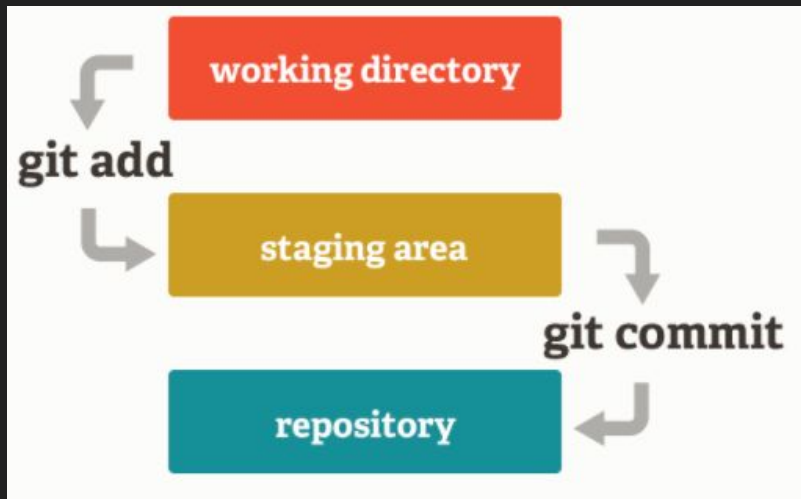 working directory
git add
staging area
git commit
repository